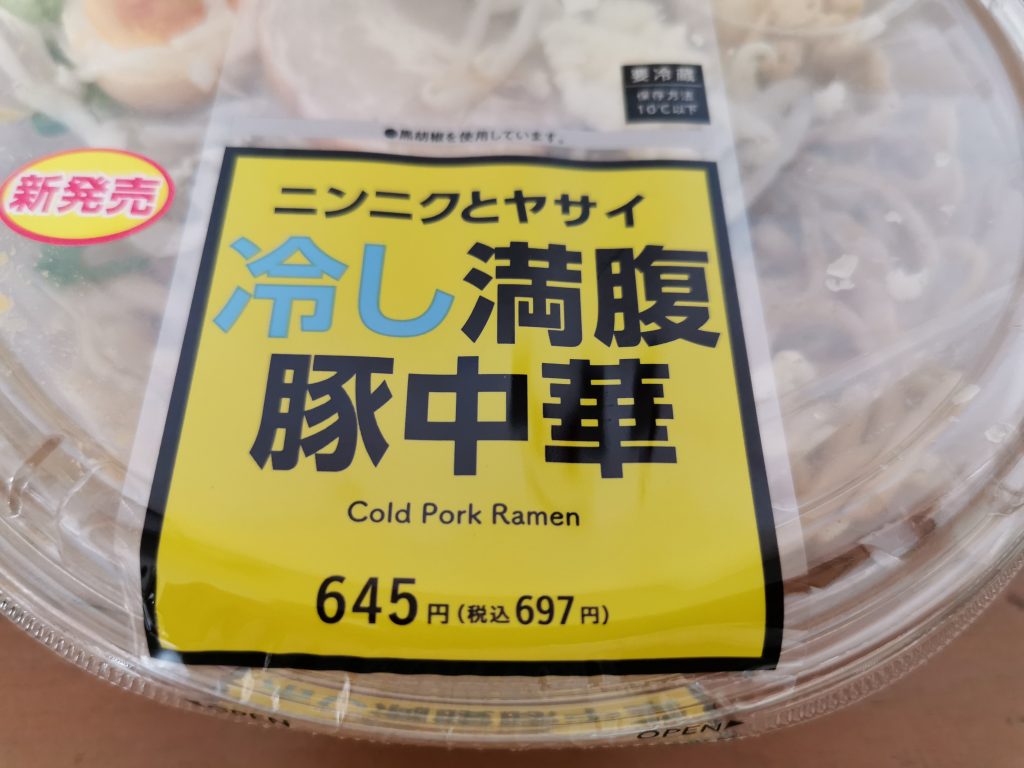 要冷蔵
保存方法
10℃以下
●黒胡椒を使用しています。
新発売
ニンニクとヤサイ
冷し満腹
豚中華
Cold Pork Ramen
645円(税込697円)
OPEN
OPEN▶